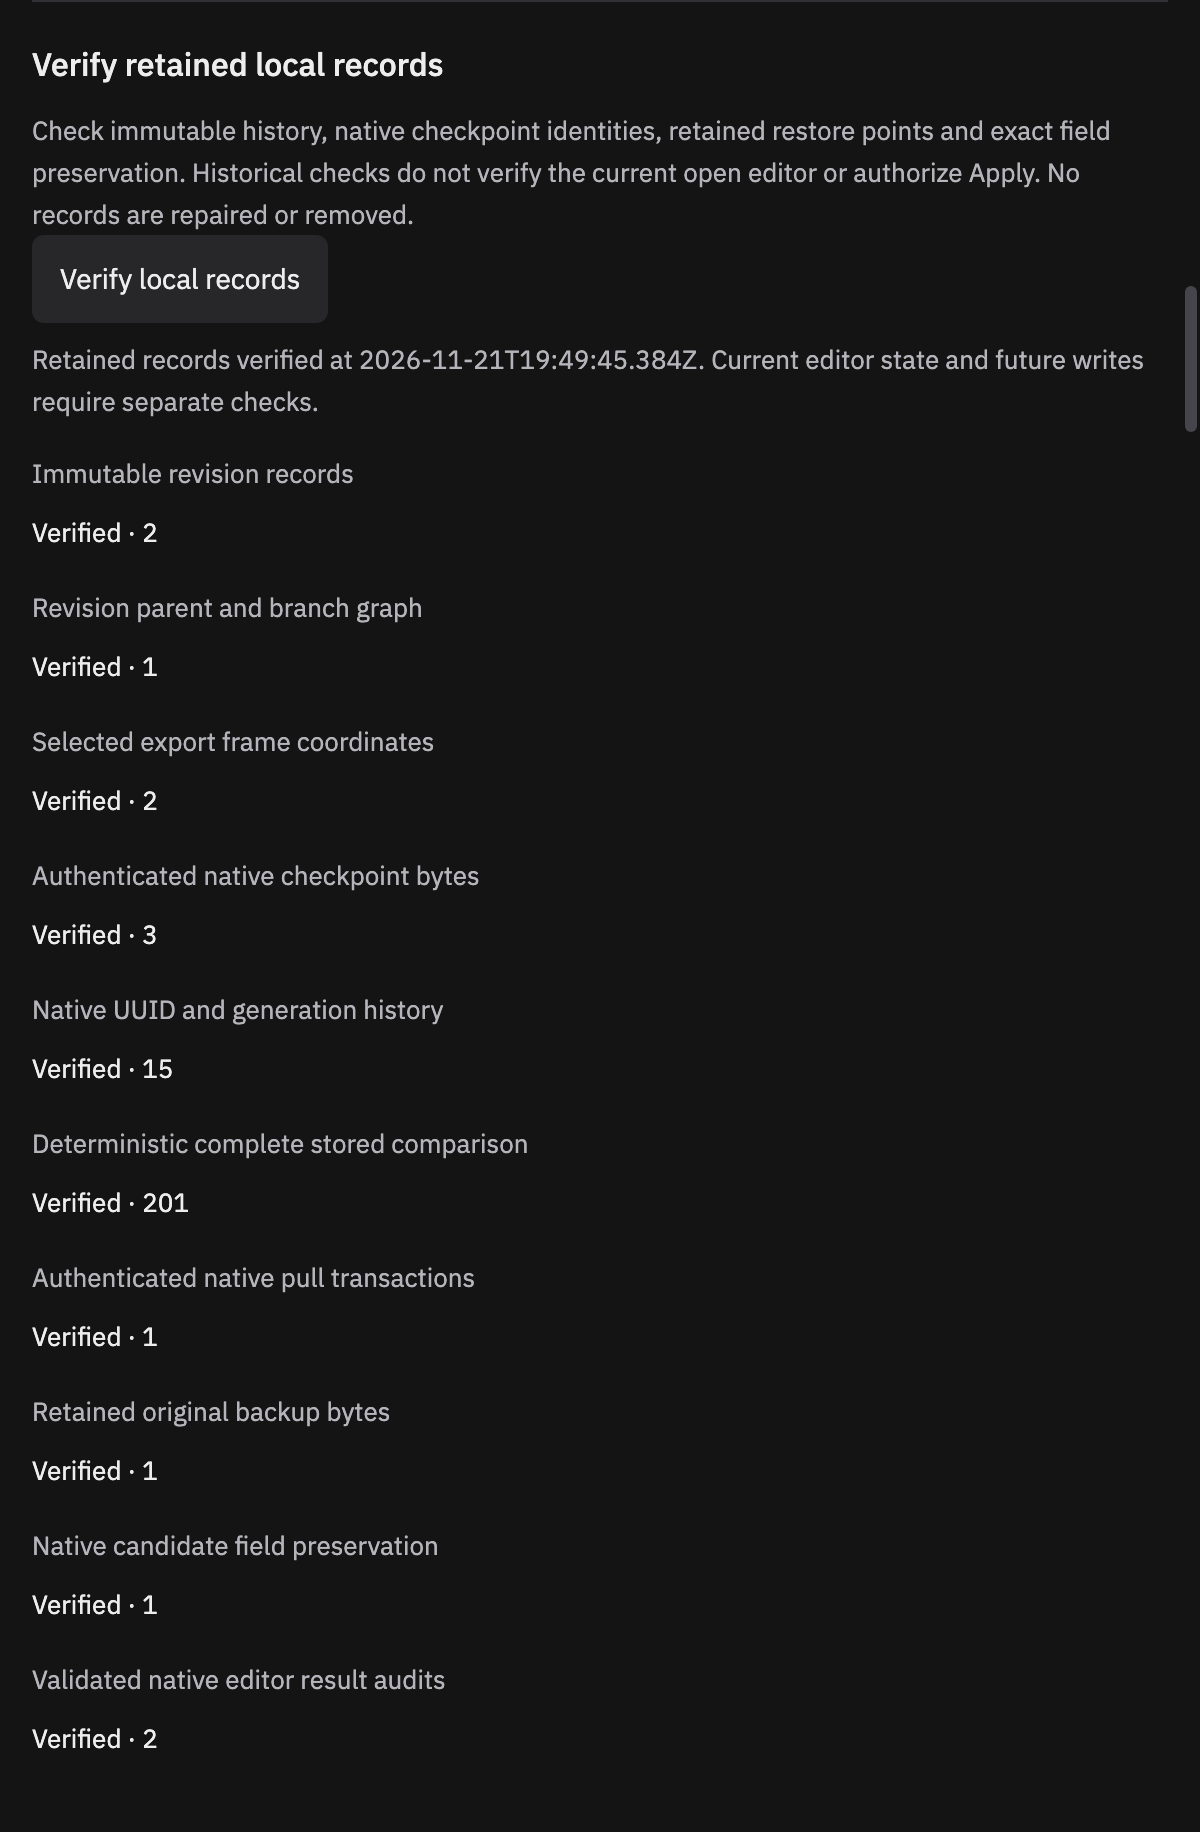 Verify retained local records
Check immutable history, native checkpoint identities, retained restore points and exact field
preservation. Historical checks do not verify the current open editor or authorize Apply. No
records are repaired or removed.
Verify local records
Retained records verified at 2026-11-21T19:49:45.384Z. Current editor state and future writes
require separate checks.
Immutable revision records
Verified · 2
Revision parent and branch graph
Verified · 1
Selected export frame coordinates
Verified · 2
Authenticated native checkpoint bytes
Verified · 3
Native UUID and generation history
Verified · 15
Deterministic complete stored comparison
Verified · 201
Authenticated native pull transactions
Verified · 1
Retained original backup bytes
Verified · 1
Native candidate field preservation
Verified · 1
Validated native editor result audits
Verified · 2